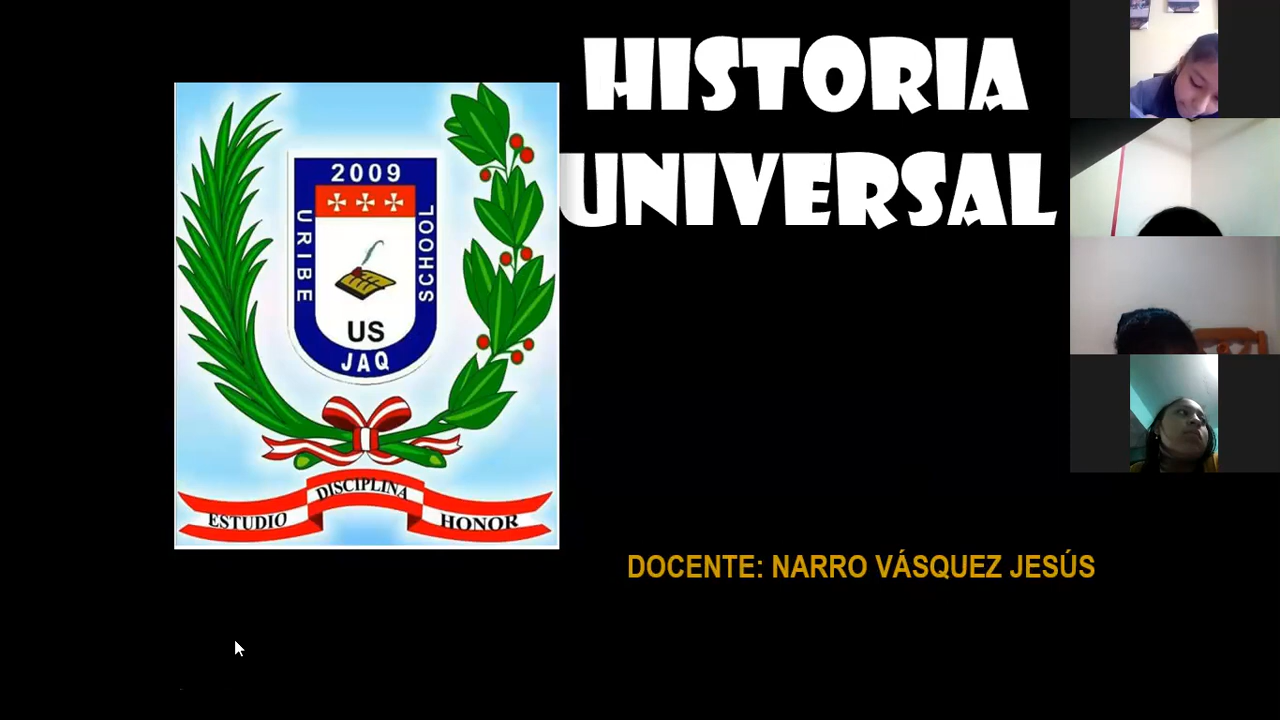 HISTORIA
UNIVERSAL
2009
URIBE
SCHOOL
US
JAQ
ESTUDIO
DISCIPLINA
HONOR
DOCENTE: NARRO VÁSQUEZ JESÚS